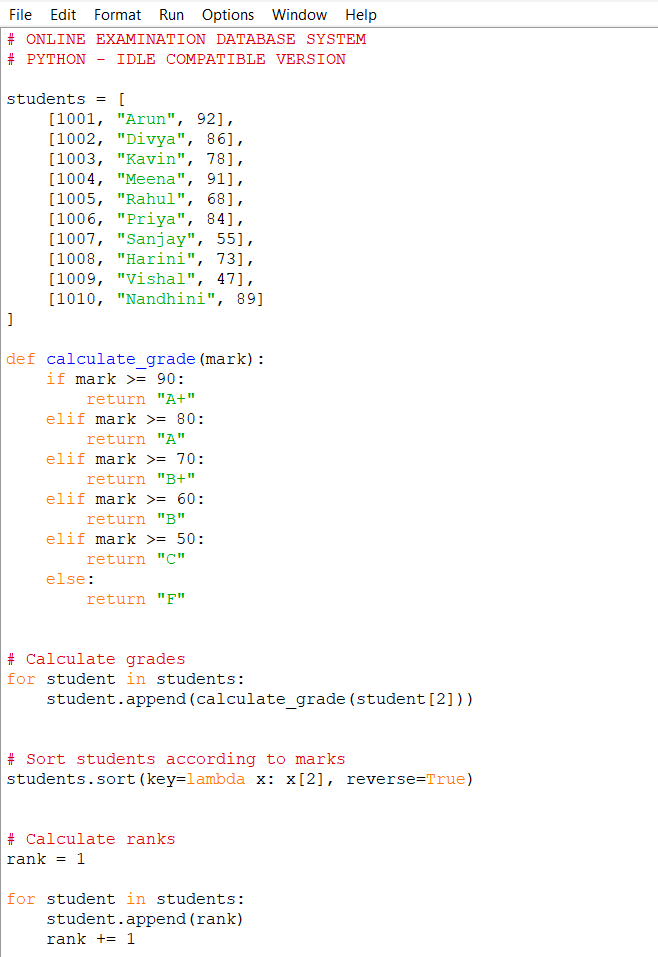 File Edit Format Run Options Window Help
# ONLINE EXAMINATION DATABASE SYSTEM
# PYTHON - IDLE COMPATIBLE VERSION
students = [
    [1001, "Arun", 92],
    [1002, "Divya", 86],
    [1003, "Kavin", 78],
    [1004, "Meena", 91],
    [1005, "Rahul", 68],
    [1006, "Priya", 84],
    [1007, "Sanjay", 55],
    [1008, "Harini", 73],
    [1009, "Vishal", 47],
    [1010, "Nandhini", 89]
]
def calculate_grade(mark):
    if mark >= 90:
        return "A+"
    elif mark >= 80:
        return "A"
    elif mark >= 70:
        return "B+"
    elif mark >= 60:
        return "B"
    elif mark >= 50:
        return "C"
    else:
        return "F"
# Calculate grades
for student in students:
    student.append(calculate_grade(student[2]))
# Sort students according to marks
students.sort(key=lambda x: x[2], reverse=True)
# Calculate ranks
rank = 1
for student in students:
    student.append(rank)
    rank += 1